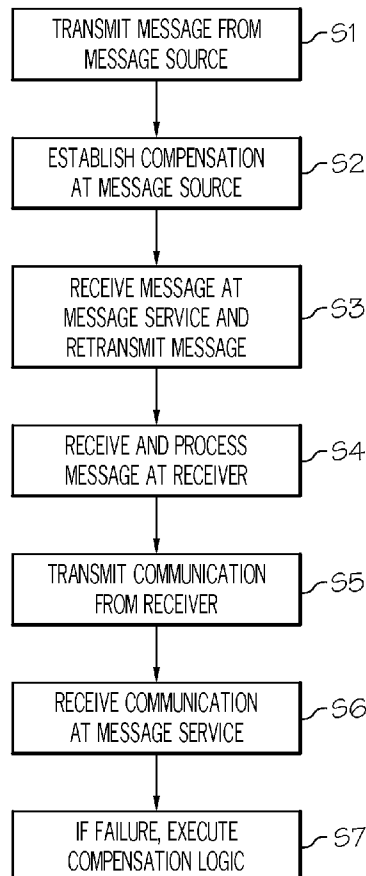 TRANSMIT MESSAGE FROM
MESSAGE SOURCE
S1
ESTABLISH COMPENSATION
AT MESSAGE SOURCE
S2
RECEIVE MESSAGE AT
MESSAGE SERVICE AND
RETRANSMIT MESSAGE
S3
RECEIVE AND PROCESS
MESSAGE AT RECEIVER
S4
TRANSMIT COMMUNICATION
FROM RECEIVER
S5
RECEIVE COMMUNICATION
AT MESSAGE SERVICE
S6
IF FAILURE, EXECUTE
COMPENSATION LOGIC
S7